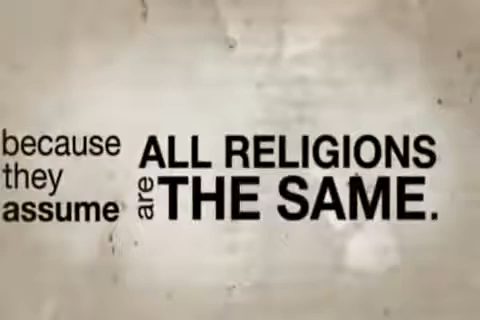 because
they
assume
ALL RELIGIONS
are
THE SAME.